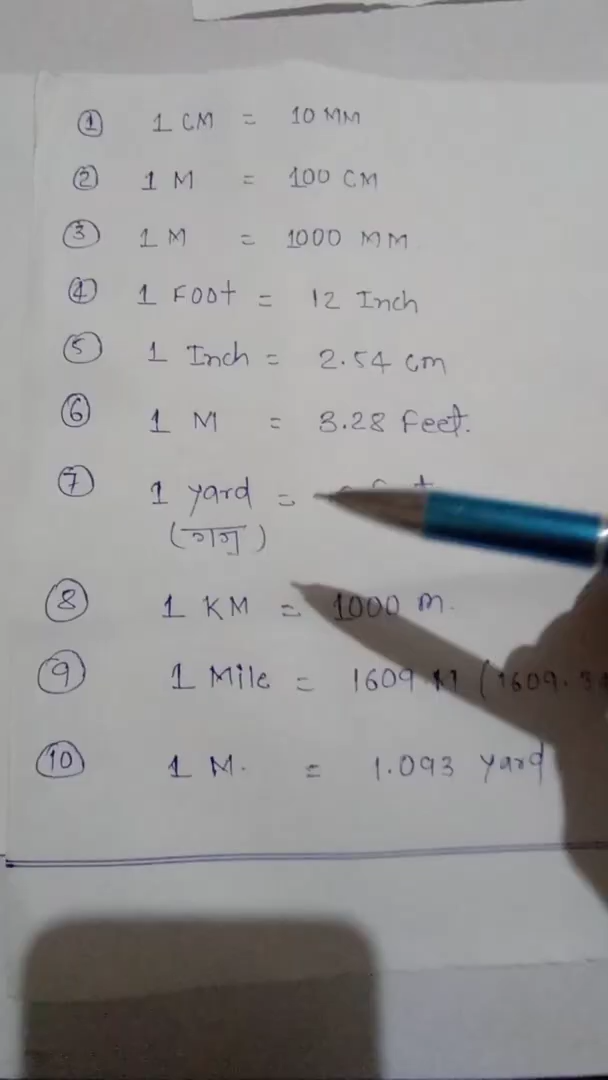 ① 1 CM = 10 MM
② 1 M = 100 CM
③ 1 M = 1000 MM
④ 1 Foot = 12 Inch
⑤ 1 Inch = 2.54 cm
⑥ 1 M = 3.28 Feet.
⑦ 1 yard =
(गज)
⑧ 1 KM = 1000 m.
⑨ 1 Mile = 1609 M (1609.34
⑩ 1 M. = 1.093 yard